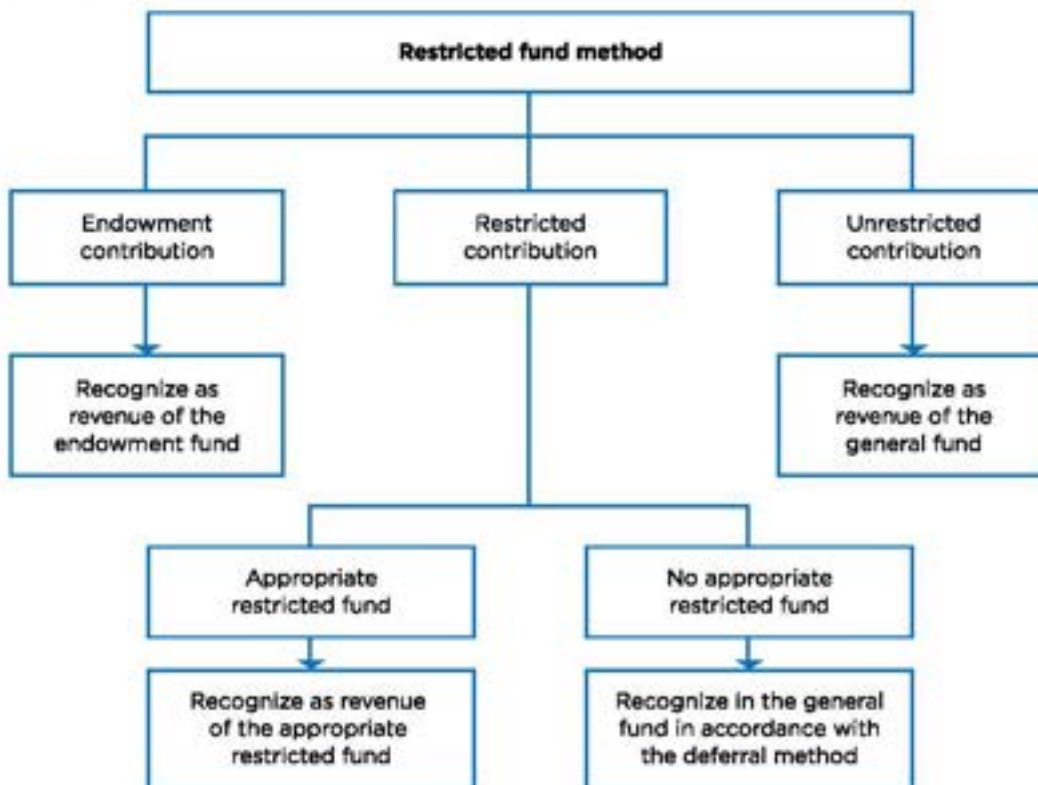 Restricted fund method
Endowment
contribution
Restricted
contribution
Unrestricted
contribution
Recognize as
revenue of the
endowment fund
Recognize as
revenue of the
general fund
Appropriate
restricted fund
No appropriate
restricted fund
Recognize as revenue
of the appropriate
restricted fund
Recognize in the general
fund in accordance with
the deferral method